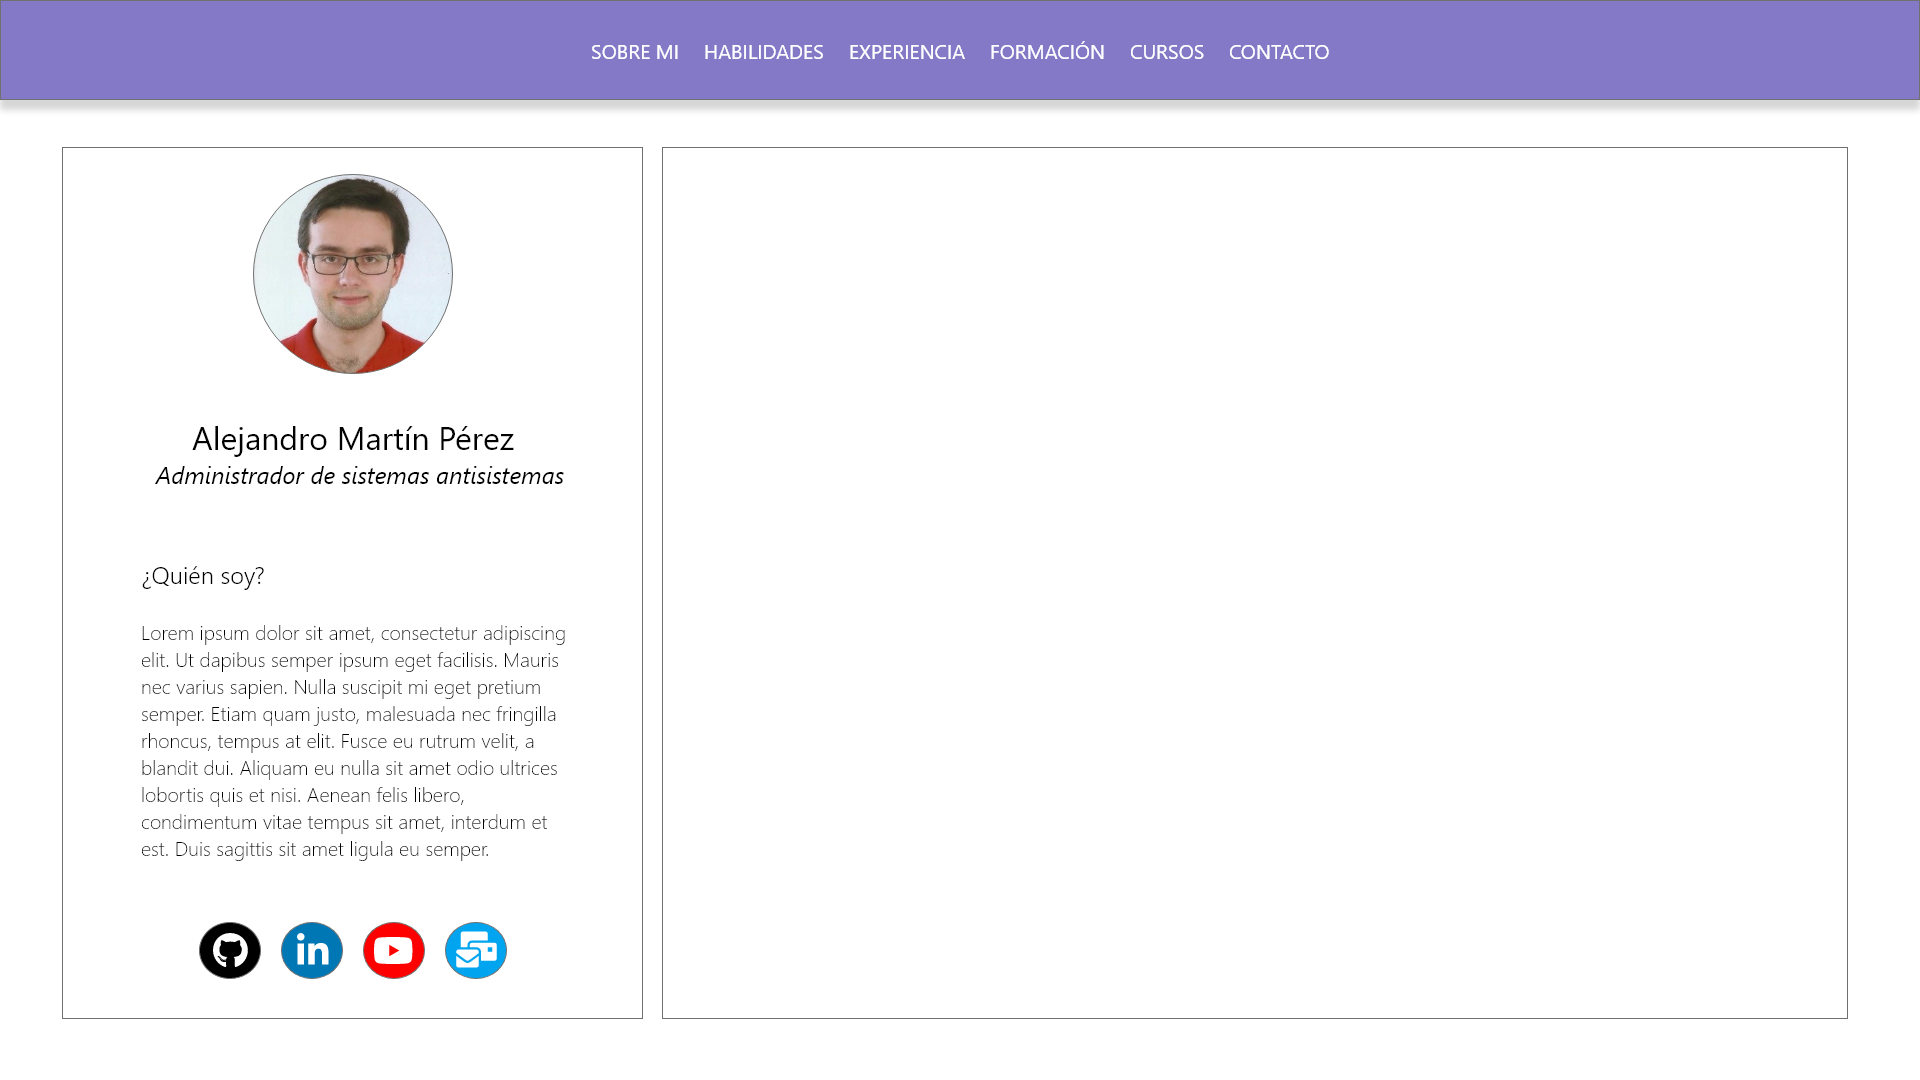 SOBRE MI HABILIDADES EXPERIENCIA FORMACIÓN CURSOS CONTACTO
Alejandro Martín Pérez
Administrador de sistemas antisistemas
¿Quién soy?
Lorem ipsum dolor sit amet, consectetur adipiscing
elit. Ut dapibus semper ipsum eget facilisis. Mauris
nec varius sapien. Nulla suscipit mi eget pretium
semper. Etiam quam justo, malesuada nec fringilla
rhoncus, tempus at elit. Fusce eu rutrum velit, a
blandit dui. Aliquam eu nulla sit amet odio ultrices
lobortis quis et nisi. Aenean felis libero,
condimentum vitae tempus sit amet, interdum et
est. Duis sagittis sit amet ligula eu semper.
in